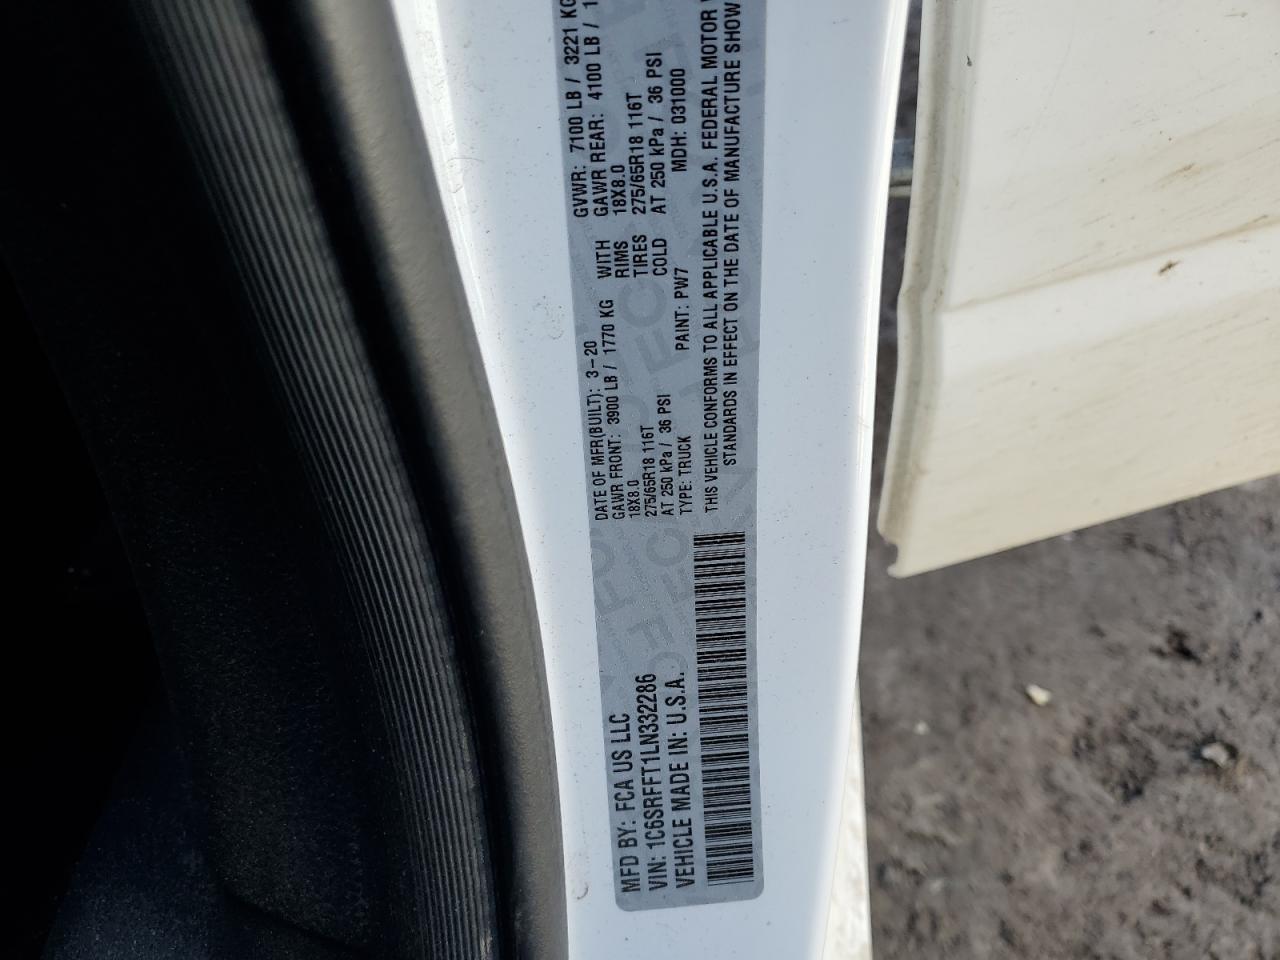 MFD BY: FCA US LLC
VIN: 1C6SRFFT1LN332286
VEHICLE MADE IN: U.S.A.
DATE OF MFR(BUILT): 3-20
GVWR: 7100 LB / 3221 KG
GAWR FRONT: 3900 LB / 1770 KG WITH GAWR REAR: 4100 LB /
18X8.0 RIMS 18X8.0
275/65R18 116T TIRES 275/65R18 116T
AT 250 kPa / 36 PSI COLD AT 250 kPa / 36 PSI
TYPE: TRUCK PAINT: PW7 MDH: 031000
THIS VEHICLE CONFORMS TO ALL APPLICABLE U.S.A. FEDERAL MOTOR
STANDARDS IN EFFECT ON THE DATE OF MANUFACTURE SHOW